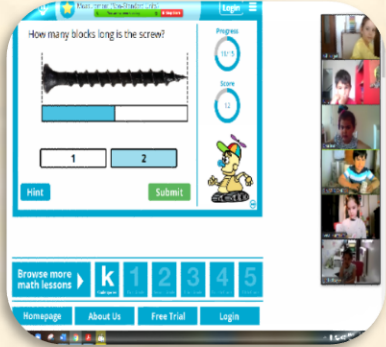 Login
How many blocks long is the screw?
Progress
Score
12
1
2
Hint
Submit
Browse more
math lessons
k
1
2
3
4
5
Homepage
About Us
Free Trial
Login